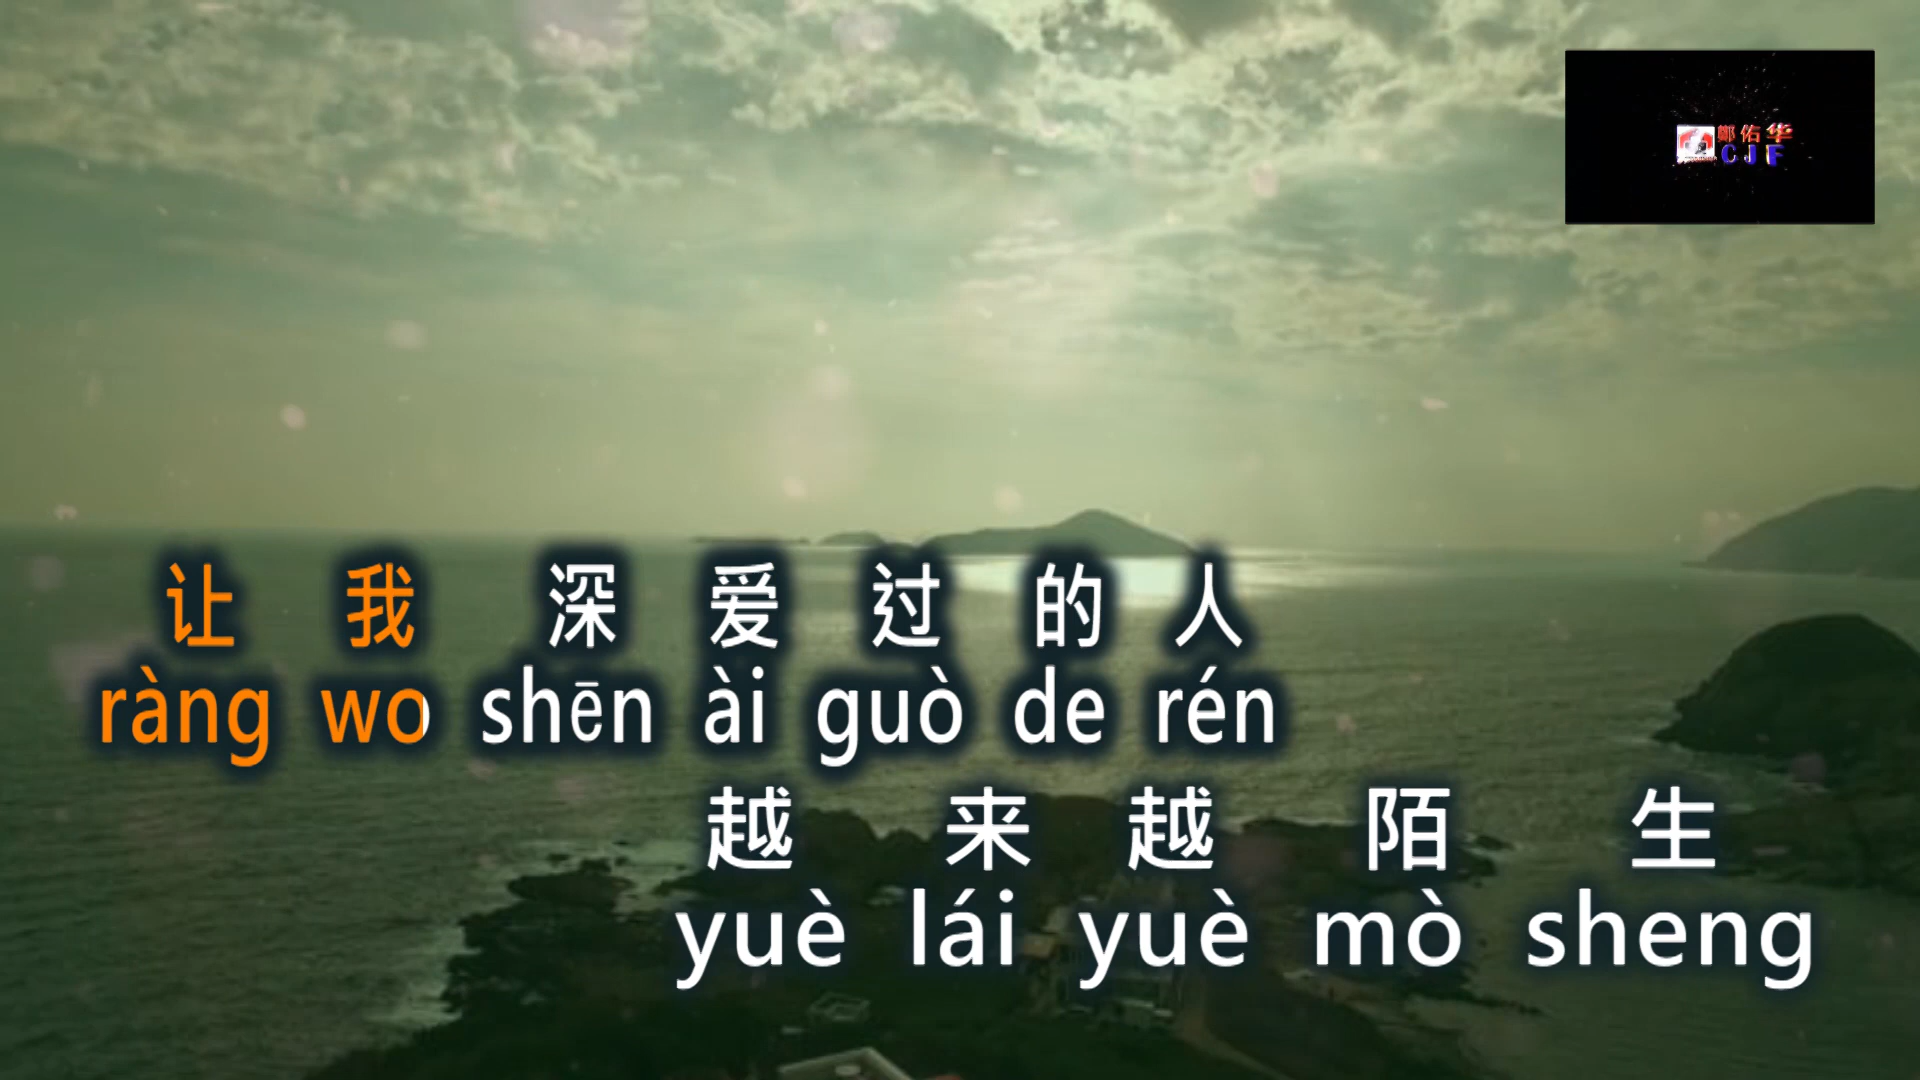 鄭佑华
CJF
让 我 深 爱 过 的 人
ràng wo shēn ài guò de rén
越 来 越 陌 生
yuè lái yuè mò sheng